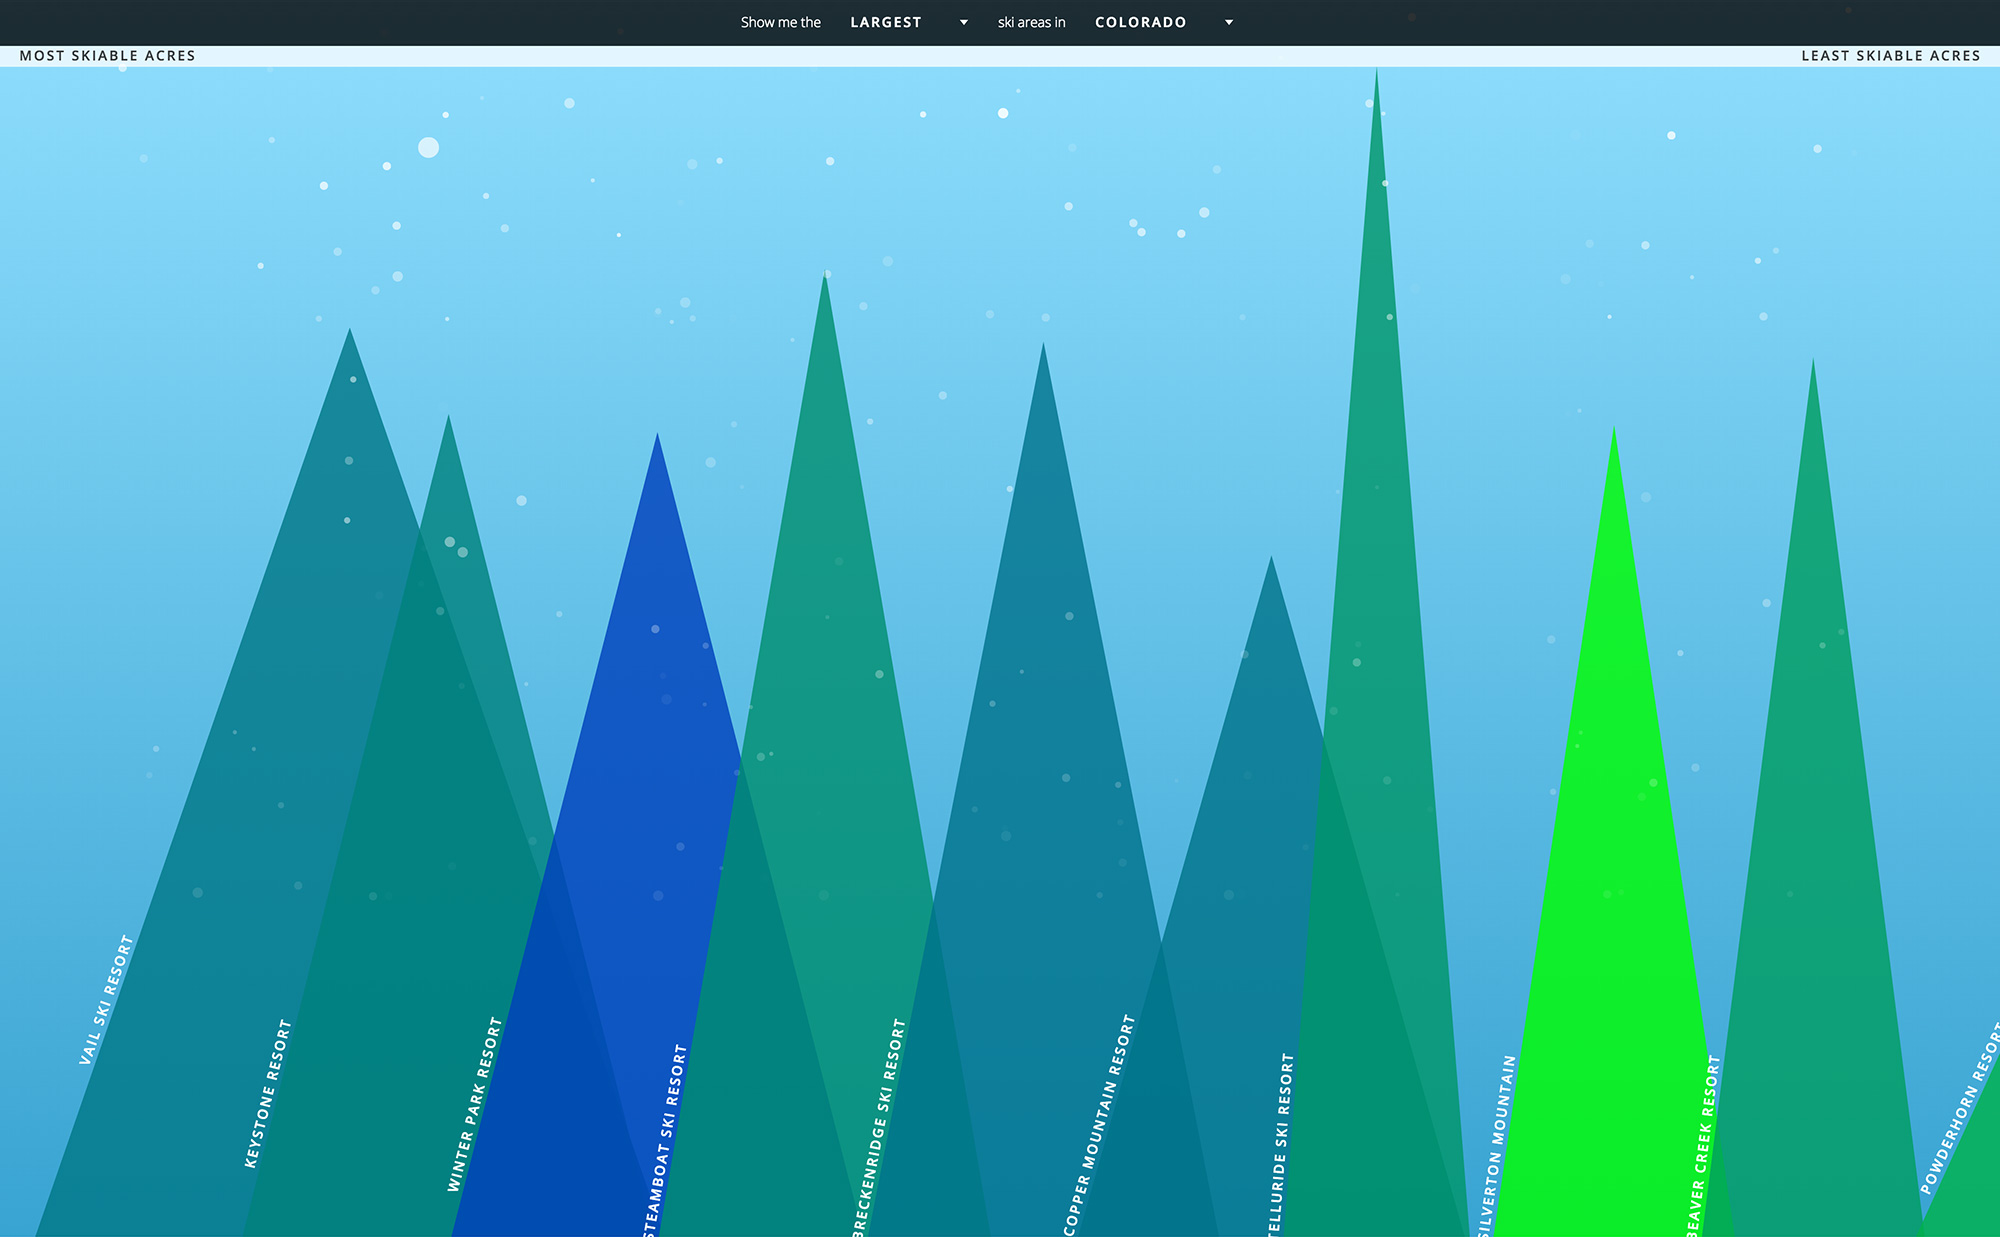 Show me the LARGEST ski areas in COLORADO
MOST SKIABLE ACRES
LEAST SKIABLE ACRES
VAIL SKI RESORT
KEYSTONE RESORT
WINTER PARK RESORT
STEAMBOAT SKI RESORT
BRECKENRIDGE SKI RESORT
COPPER MOUNTAIN RESORT
TELLURIDE SKI RESORT
SILVERTON MOUNTAIN
BEAVER CREEK RESORT
POWDERHORN RESORT